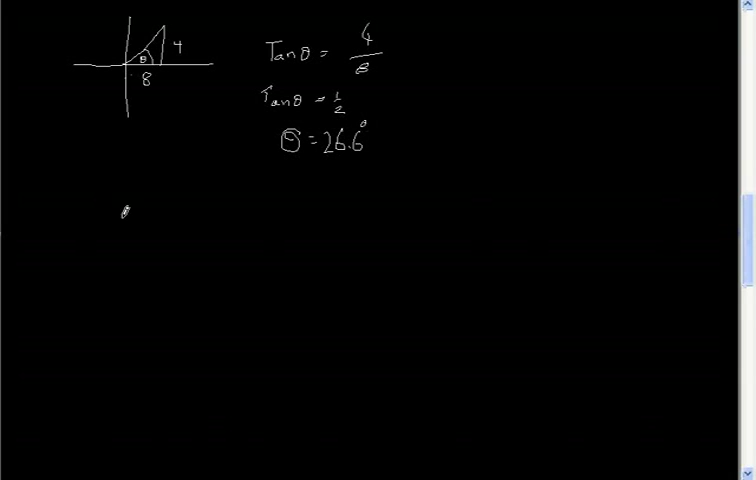 4
θ
8
Tanθ = 4/8
Tanθ = 1/2
θ = 26.6°